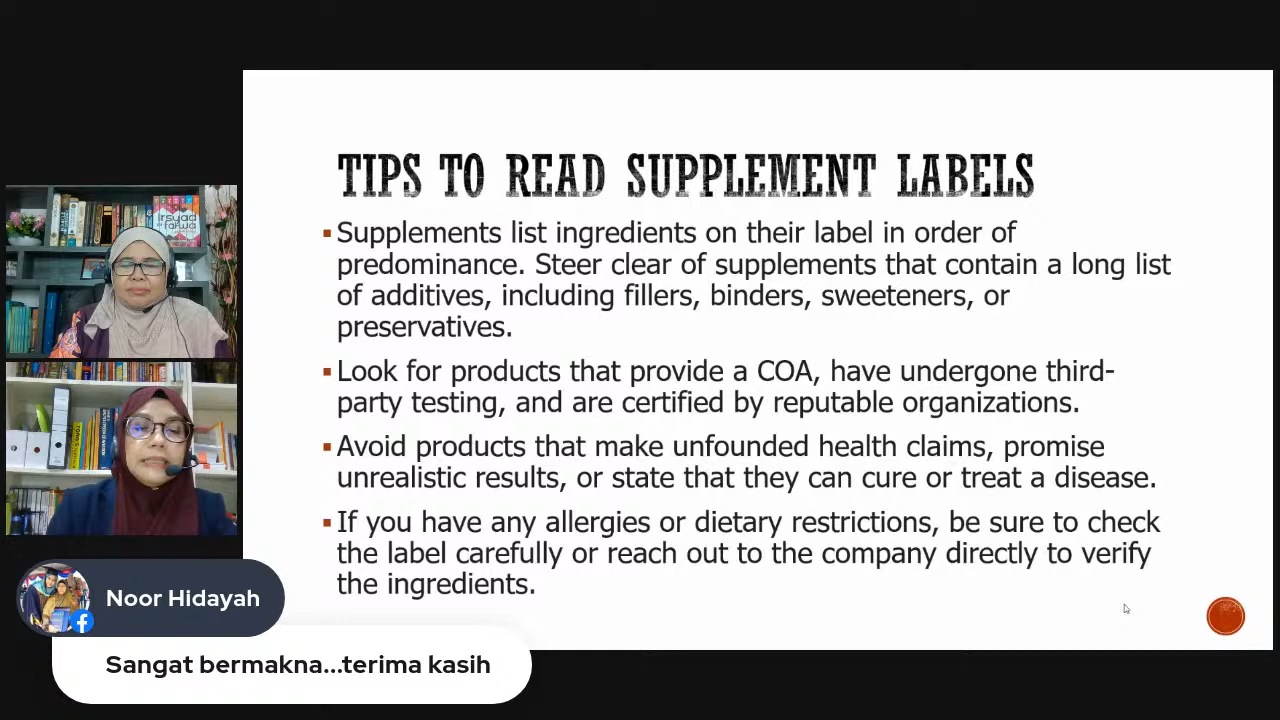 TIPS TO READ SUPPLEMENT LABELS
▪ Supplements list ingredients on their label in order of
predominance. Steer clear of supplements that contain a long list
of additives, including fillers, binders, sweeteners, or
preservatives.
▪ Look for products that provide a COA, have undergone third-
party testing, and are certified by reputable organizations.
▪ Avoid products that make unfounded health claims, promise
unrealistic results, or state that they can cure or treat a disease.
▪ If you have any allergies or dietary restrictions, be sure to check
the label carefully or reach out to the company directly to verify
the ingredients.
Noor Hidayah
Sangat bermakna...terima kasih